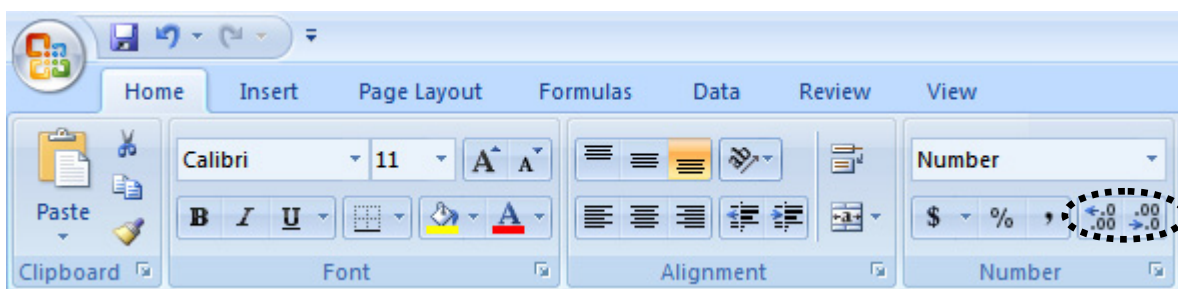 Home Insert Page Layout Formulas Data Review View
Calibri 11 A A Number
Paste B I U A a $ % , .0 .00 .00 .0
Clipboard Font Alignment Number